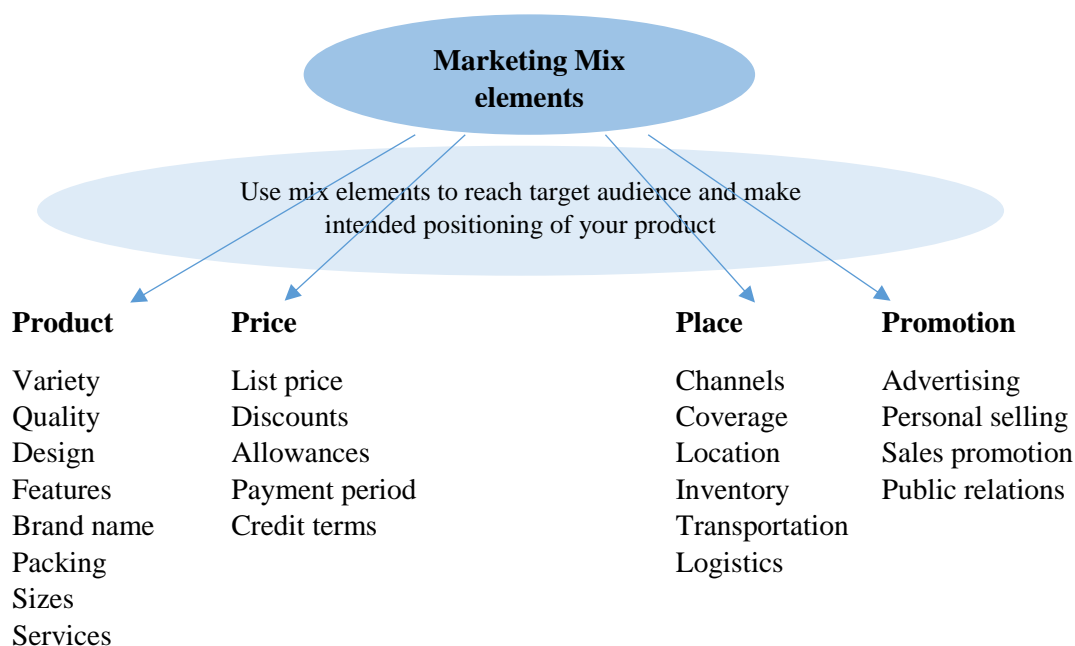 Marketing Mix
elements
Use mix elements to reach target audience and make
intended positioning of your product
Product
Variety
Quality
Design
Features
Brand name
Packing
Sizes
Services
Price
List price
Discounts
Allowances
Payment period
Credit terms
Place
Channels
Coverage
Location
Inventory
Transportation
Logistics
Promotion
Advertising
Personal selling
Sales promotion
Public relations